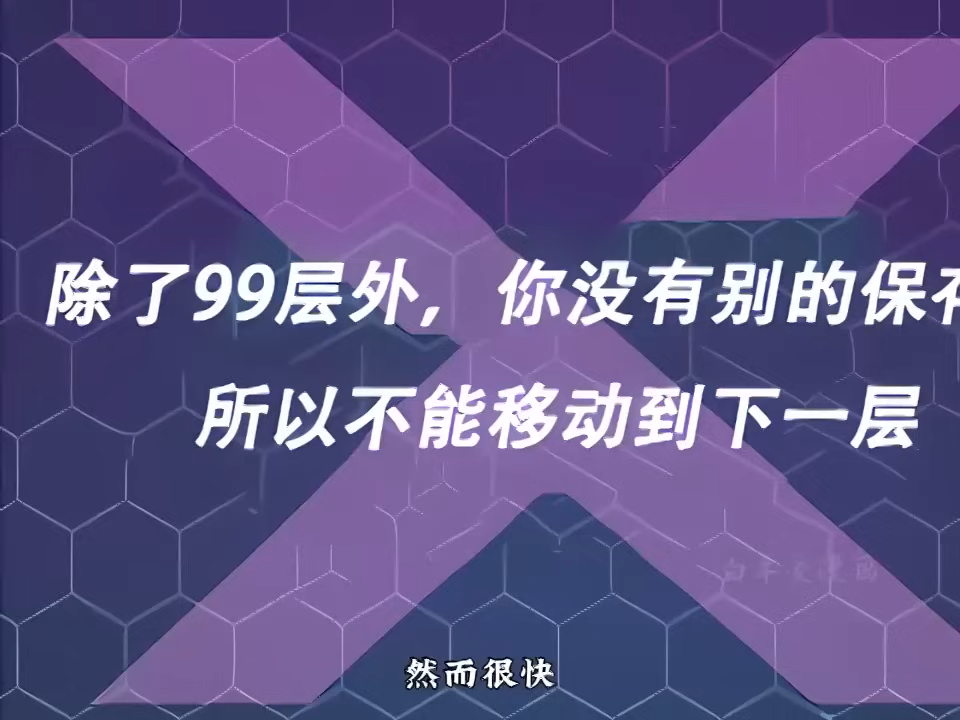 除了99层外，你没有别的保存
所以不能移动到下一层
然而很快